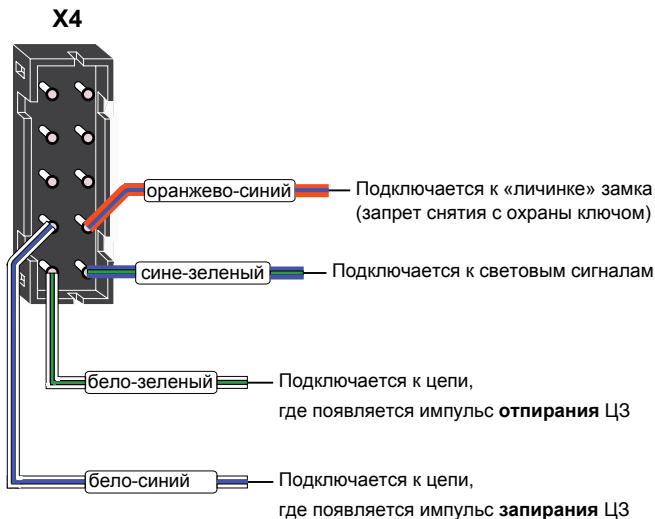 X4
оранжево-синий
Подключается к «личинке» замка
(запрет снятия с охраны ключом)
сине-зеленый
Подключается к световым сигналам
бело-зеленый
Подключается к цепи,
где появляется импульс отпирания ЦЗ
бело-синий
Подключается к цепи,
где появляется импульс запирания ЦЗ